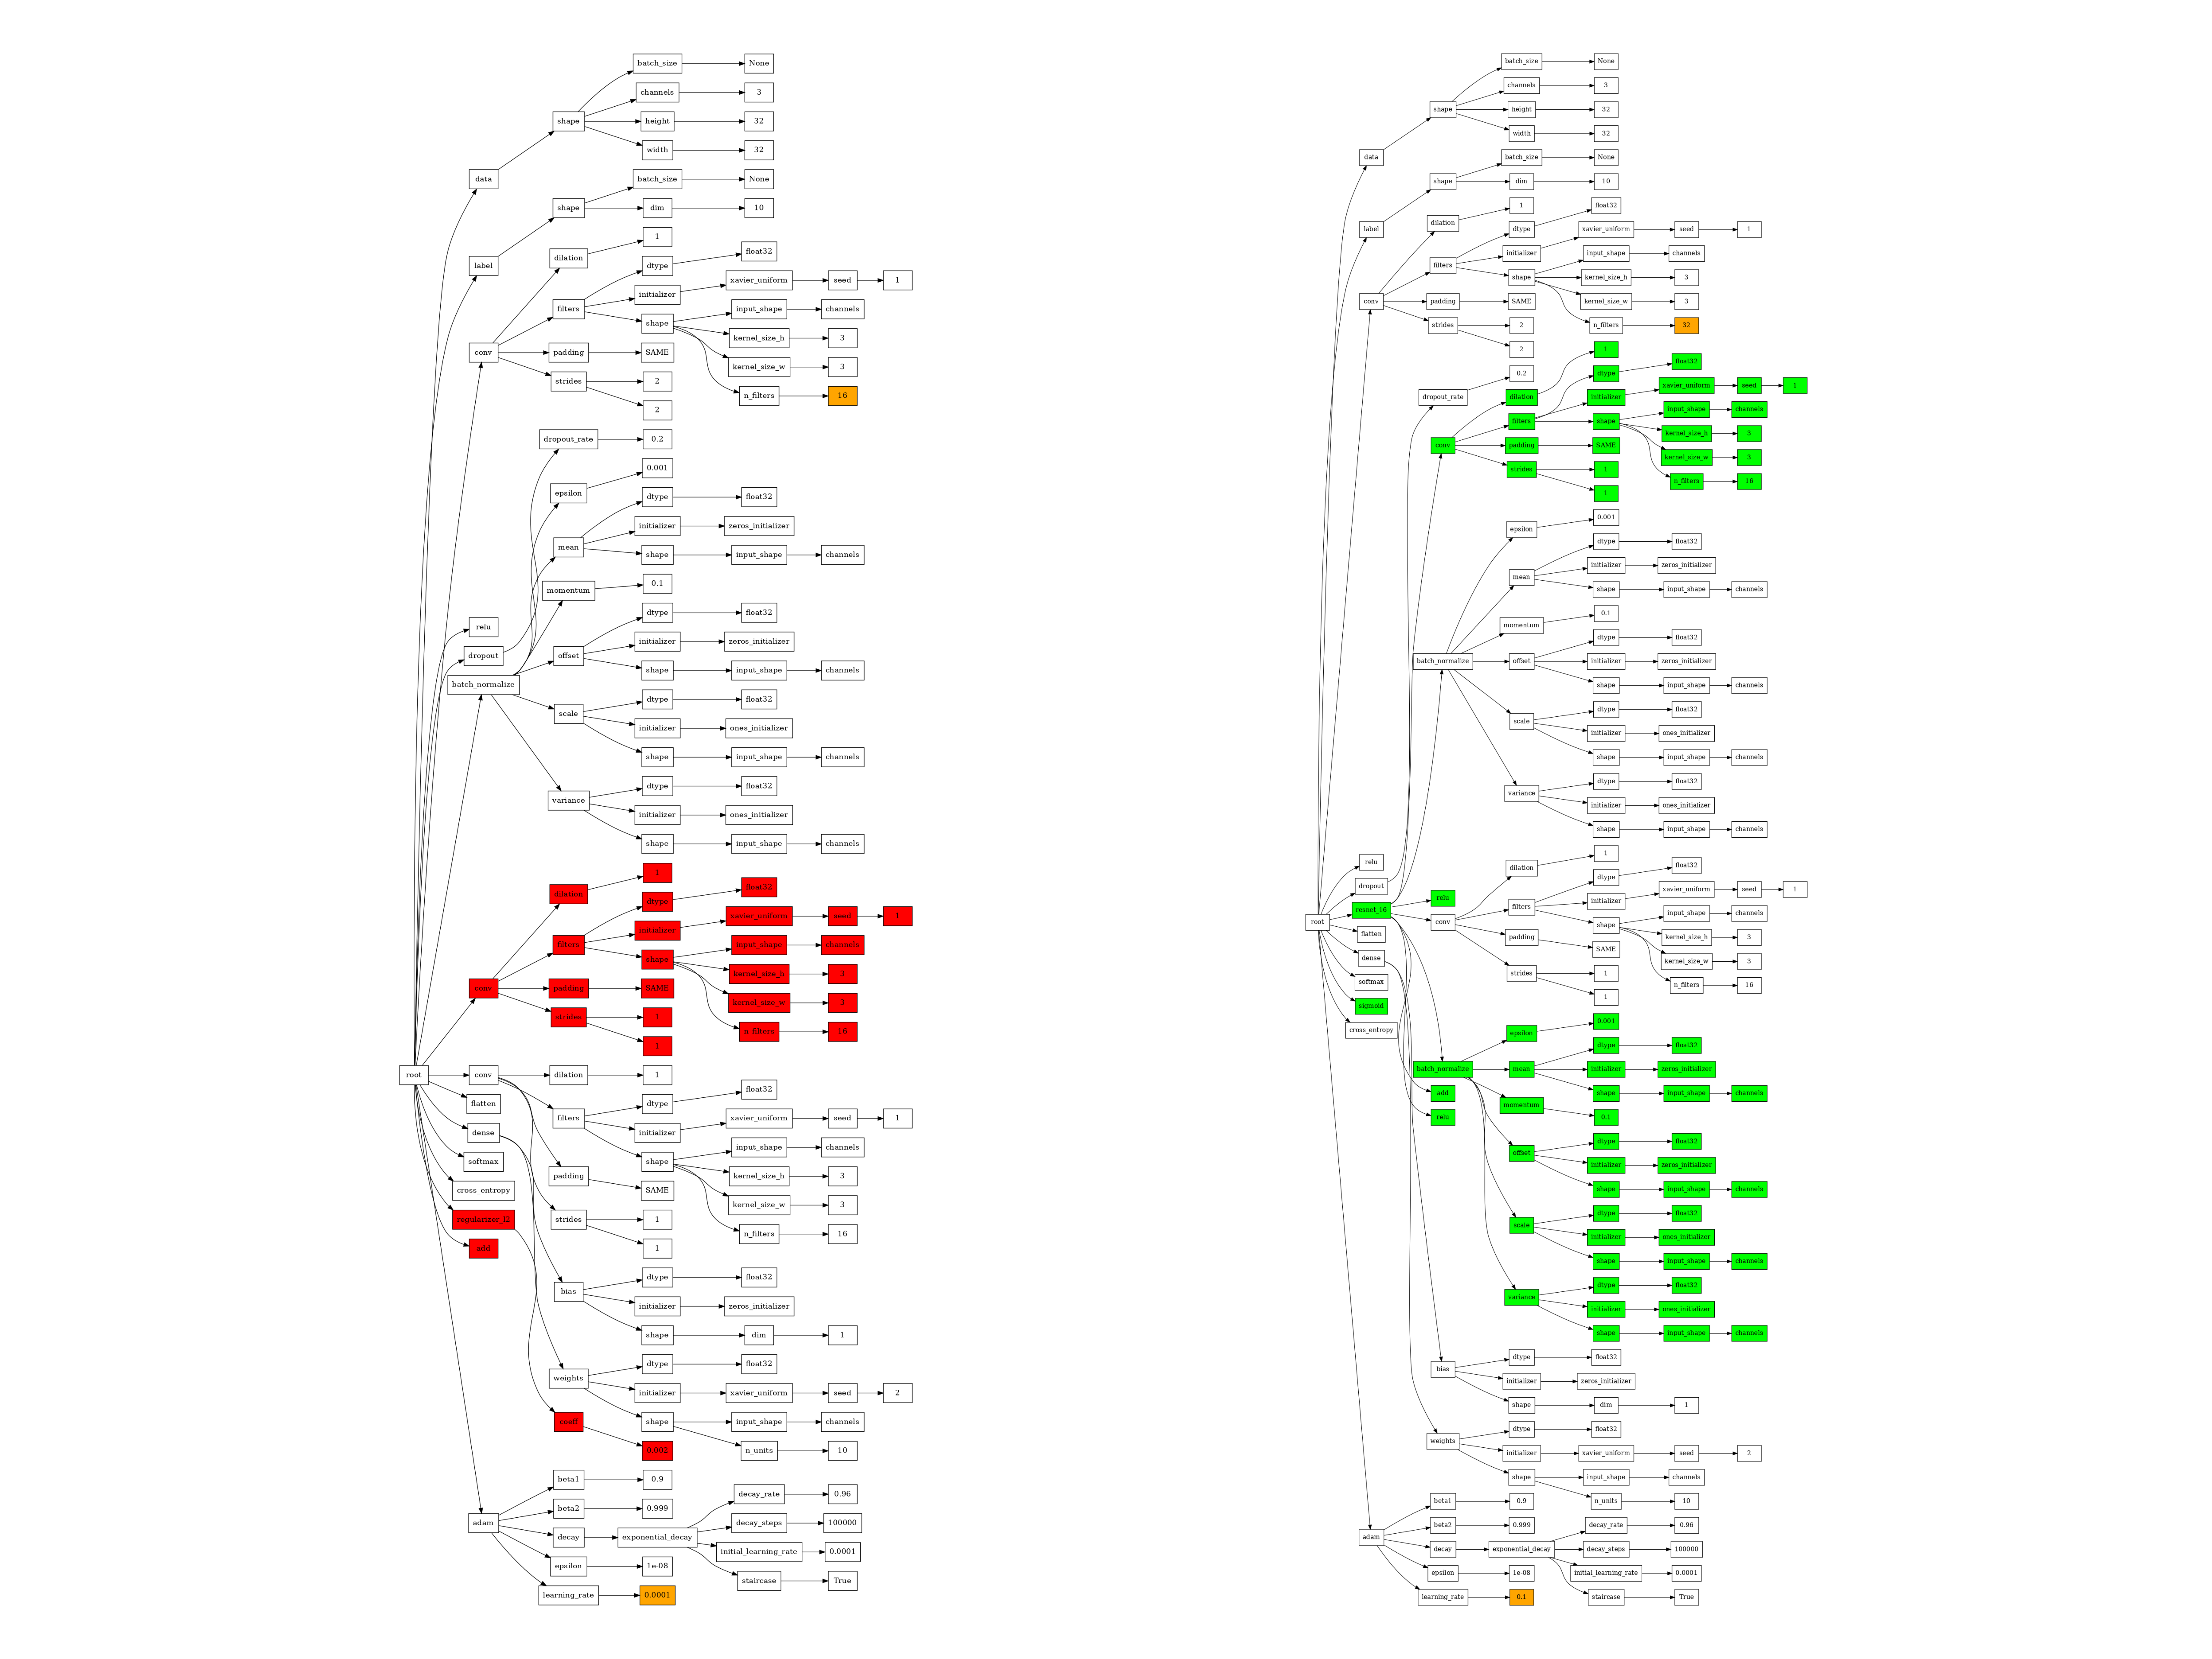 batch_size None
channels 3
shape height 32
width 32
data batch_size None
shape dim 10
1
dilation float32
label dtype
initializer xavier_uniform seed 1
filters input_shape channels
shape
kernel_size_h 3
conv padding SAME
kernel_size_w 3
strides 2
n_filters 16
2
dropout_rate 0.2
0.001
epsilon dtype float32
initializer zeros_initializer
mean shape input_shape channels
momentum 0.1
dtype float32
relu
initializer zeros_initializer
dropout offset
shape input_shape channels
batch_normalize
dtype float32
scale
initializer ones_initializer
shape input_shape channels
dtype float32
variance
initializer ones_initializer
shape input_shape channels
1
dilation float32
dtype
xavier_uniform seed 1
initializer
filters input_shape channels
shape
kernel_size_h 3
conv padding SAME
kernel_size_w 3
strides 1
n_filters 16
1
root conv dilation 1
float32
flatten dtype
filters xavier_uniform seed 1
dense initializer
input_shape channels
softmax shape
padding kernel_size_h 3
cross_entropy SAME
kernel_size_w 3
regularizer_l2 strides 1
n_filters 16
add 1
dtype float32
bias
initializer zeros_initializer
shape dim 1
dtype float32
weights
initializer xavier_uniform seed 2
coeff shape input_shape channels
0.002 n_units 10
beta1 0.9
decay_rate 0.96
beta2 0.999
adam decay_steps 100000
decay exponential_decay
initial_learning_rate 0.0001
epsilon 1e-08
staircase True
learning_rate 0.0001
batch_size None
channels 3
shape height 32
width 32
data batch_size None
shape dim 10
1 float32
dilation
label dtype xavier_uniform seed 1
initializer input_shape channels
filters
shape kernel_size_h 3
conv padding SAME kernel_size_w 3
strides 2 n_filters 32
2 1
float32
0.2 dtype
xavier_uniform seed 1
dropout_rate dilation initializer
input_shape channels
filters shape
kernel_size_h 3
conv padding SAME
kernel_size_w 3
strides 1
n_filters 16
1
0.001
epsilon
dtype float32
initializer zeros_initializer
mean
shape input_shape channels
0.1
momentum
dtype float32
batch_normalize offset initializer zeros_initializer
shape input_shape channels
dtype float32
scale
initializer ones_initializer
shape input_shape channels
dtype float32
variance
initializer ones_initializer
shape input_shape channels
1
relu dilation float32
dtype
dropout xavier_uniform seed 1
relu initializer
resnet_16 filters input_shape channels
root conv shape
flatten padding kernel_size_h 3
SAME
dense kernel_size_w 3
strides 1
softmax n_filters 16
1
sigmoid
0.001
cross_entropy epsilon
dtype float32
batch_normalize mean initializer zeros_initializer
add shape input_shape channels
momentum
relu 0.1
dtype float32
offset
initializer zeros_initializer
shape input_shape channels
dtype float32
scale
initializer ones_initializer
shape input_shape channels
dtype float32
variance
initializer ones_initializer
shape input_shape channels
dtype float32
bias
initializer zeros_initializer
shape dim 1
dtype float32
weights
initializer xavier_uniform seed 2
shape input_shape channels
beta1 0.9 n_units 10
beta2 0.999 decay_rate 0.96
adam
decay exponential_decay decay_steps 100000
epsilon 1e-08 initial_learning_rate 0.0001
learning_rate 0.1 staircase True